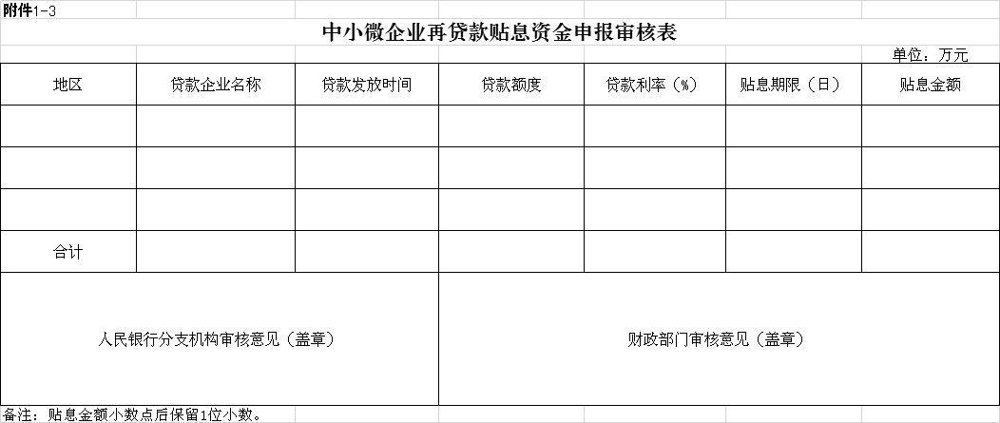 附件1-3
中小微企业再贷款贴息资金申报审核表
单位：万元
地区 贷款企业名称 贷款发放时间 贷款额度 贷款利率（%） 贴息期限（日） 贴息金额
合计
人民银行分支机构审核意见（盖章） 财政部门审核意见（盖章）
备注：贴息金额小数点后保留1位小数。